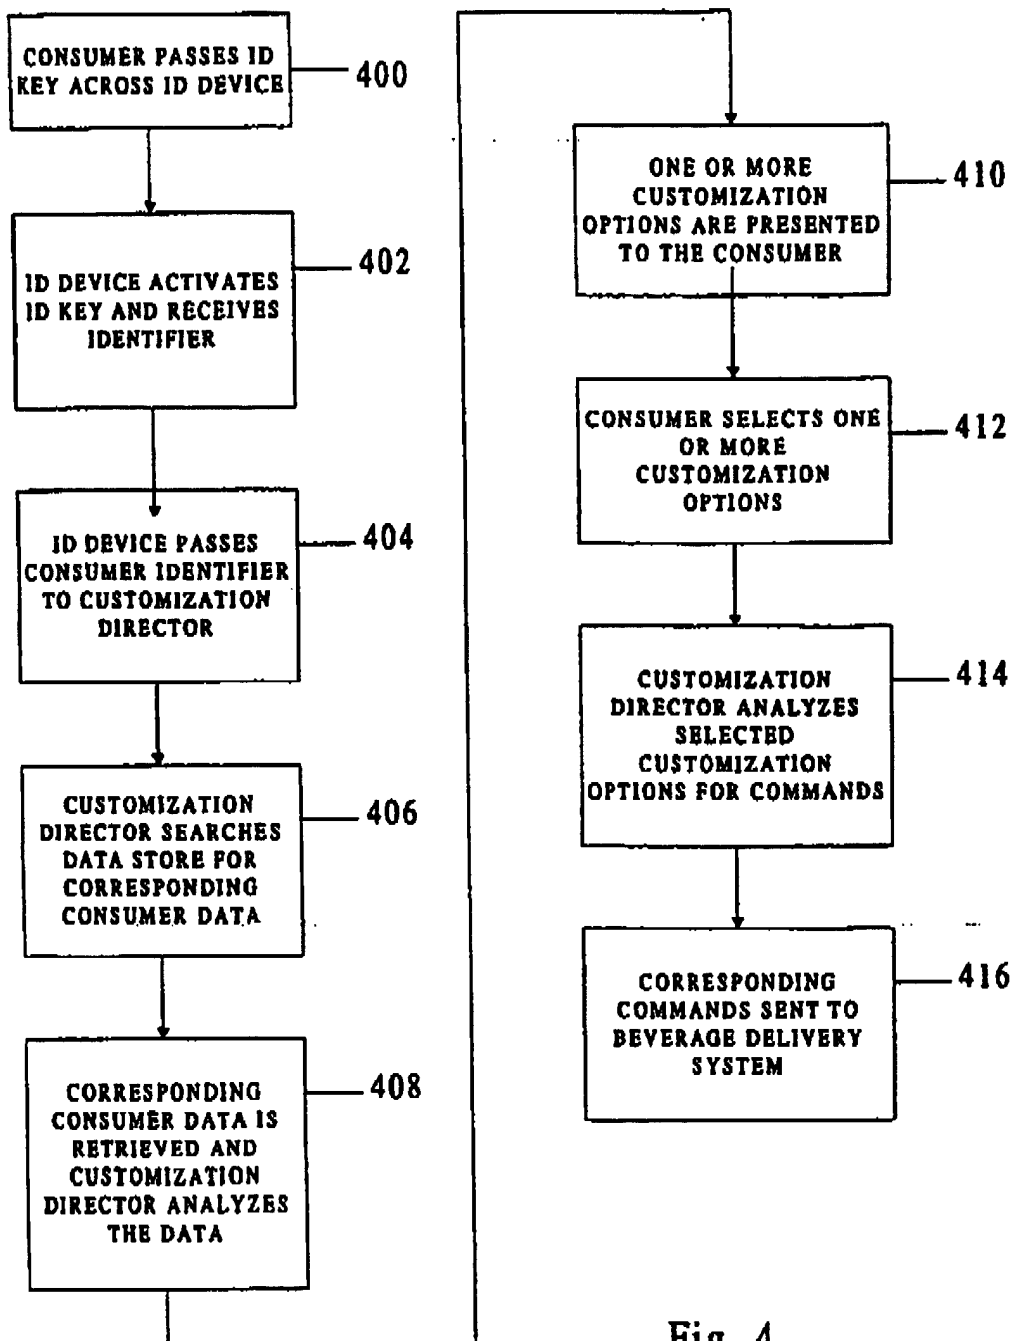 CONSUMER PASSES ID
KEY ACROSS ID DEVICE
400
ID DEVICE ACTIVATES
ID KEY AND RECEIVES
IDENTIFIER
402
ID DEVICE PASSES
CONSUMER IDENTIFIER
TO CUSTOMIZATION
DIRECTOR
404
CUSTOMIZATION
DIRECTOR SEARCHES
DATA STORE FOR
CORRESPONDING
CONSUMER DATA
406
CORRESPONDING
CONSUMER DATA IS
RETRIEVED AND
CUSTOMIZATION
DIRECTOR ANALYZES
THE DATA
408
ONE OR MORE
CUSTOMIZATION
OPTIONS ARE PRESENTED
TO THE CONSUMER
410
CONSUMER SELECTS ONE
OR MORE
CUSTOMIZATION
OPTIONS
412
CUSTOMIZATION
DIRECTOR ANALYZES
SELECTED
CUSTOMIZATION
OPTIONS FOR COMMANDS
414
CORRESPONDING
COMMANDS SENT TO
BEVERAGE DELIVERY
SYSTEM
416
Fig. 4